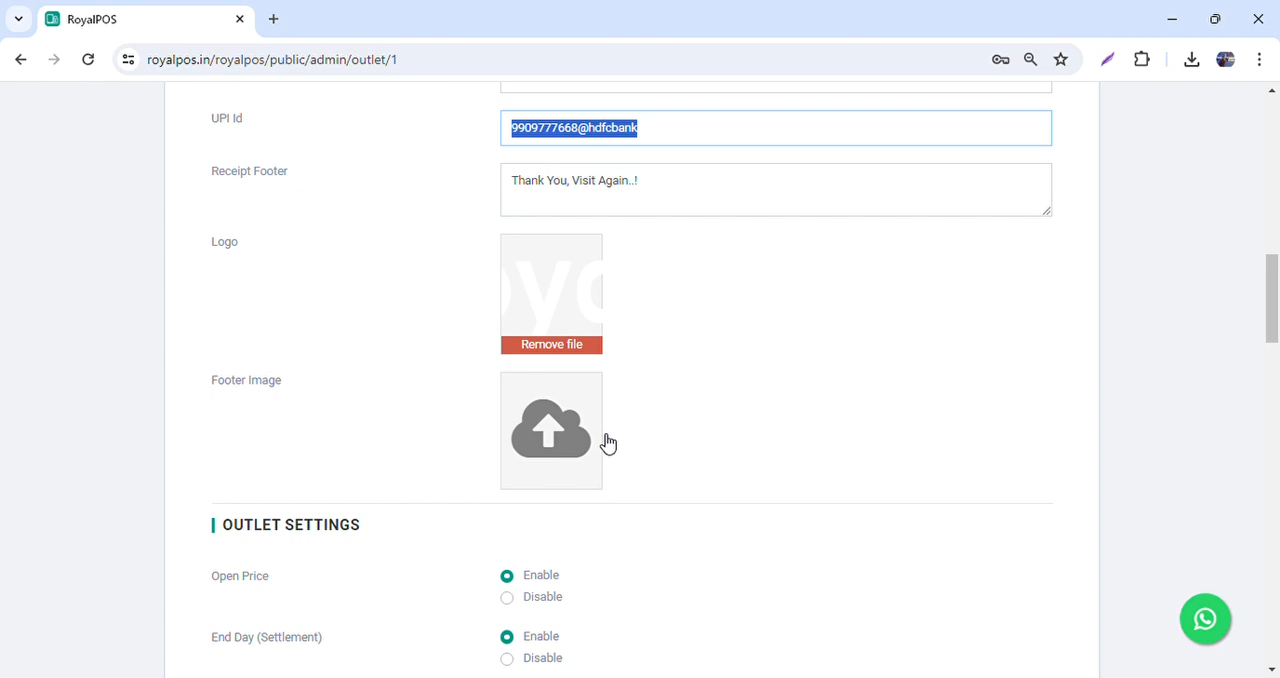 RoyalPOS
royalpos.in/royalpos/public/admin/outlet/1
UPI Id
9909777668@hdfcbank
Receipt Footer
Thank You, Visit Again..!
Logo
oyo
Remove file
Footer Image
OUTLET SETTINGS
Open Price
Enable
Disable
End Day (Settlement)
Enable
Disable